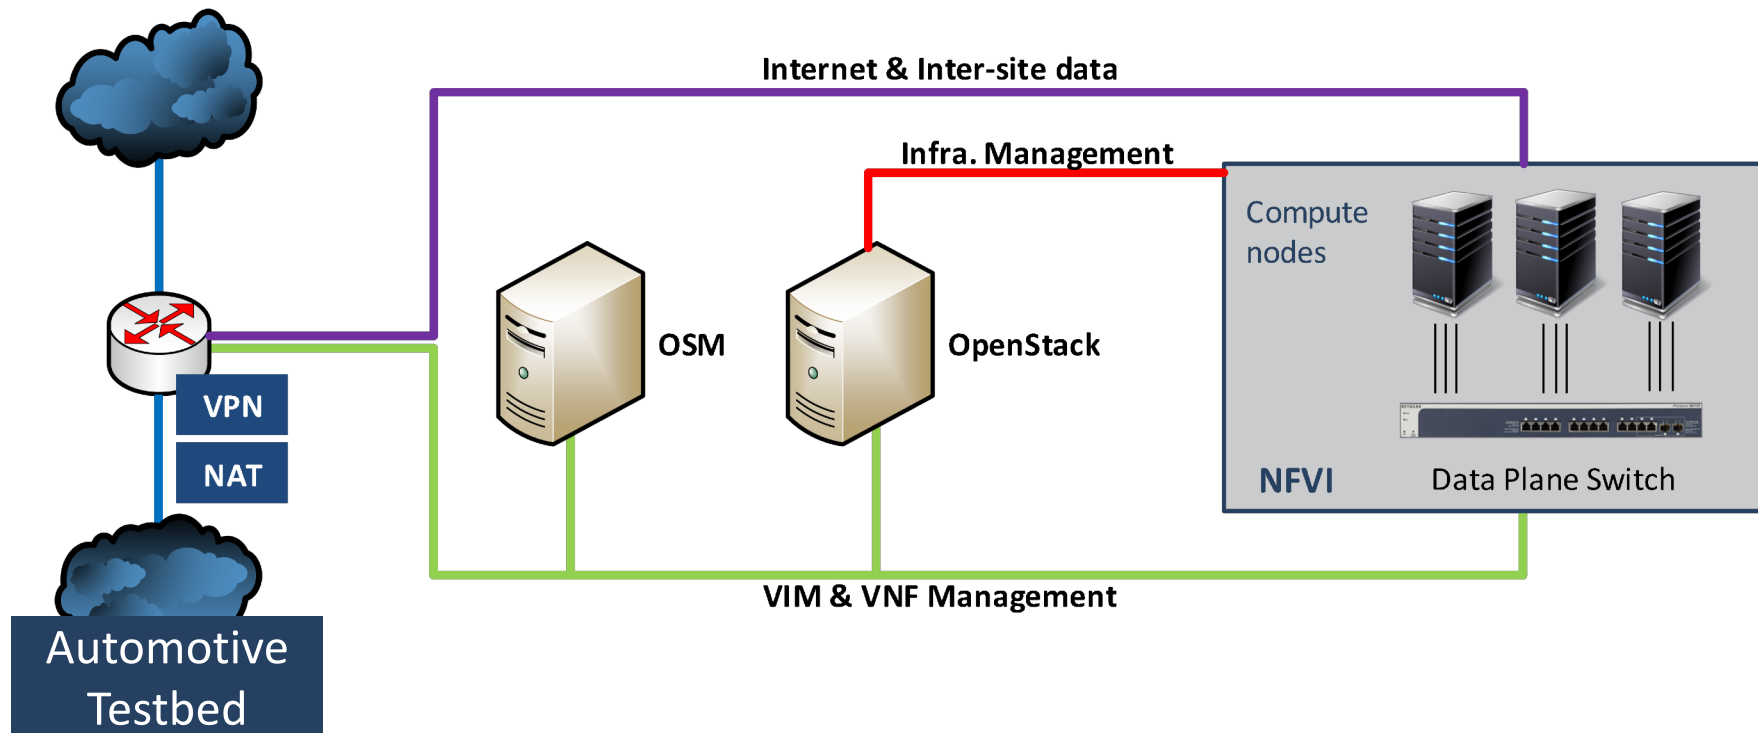 Internet & Inter-site data
Infra. Management
Compute
nodes
OSM
OpenStack
VPN
NAT
NETGEAR
NFVI
Data Plane Switch
VIM & VNF Management
Automotive
Testbed